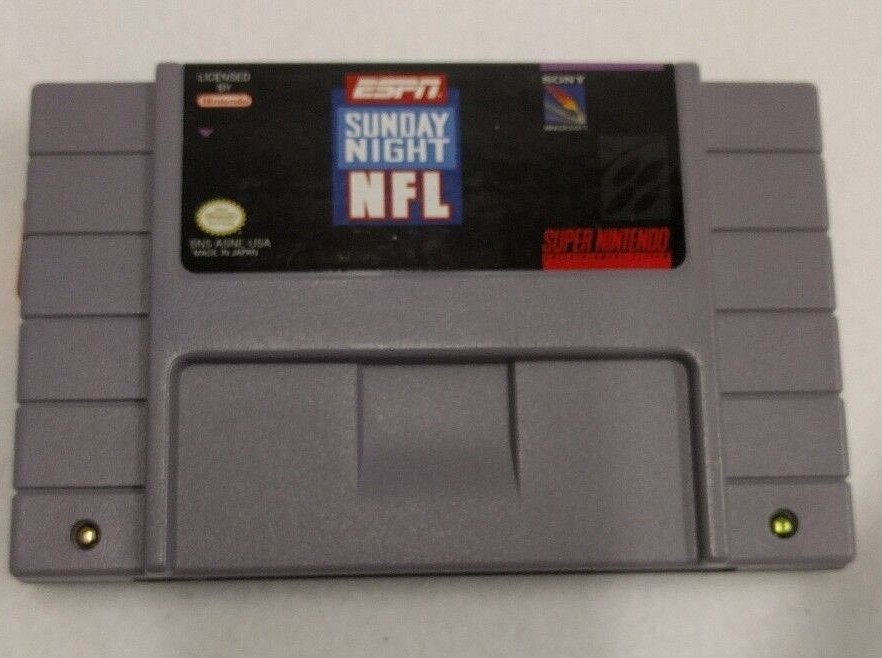 LICENSED
BY
Nintendo
SNS-ASNE-USA
MADE IN JAPAN
ESPN
SUNDAY
NIGHT
NFL
SONY
SUPER NINTENDO